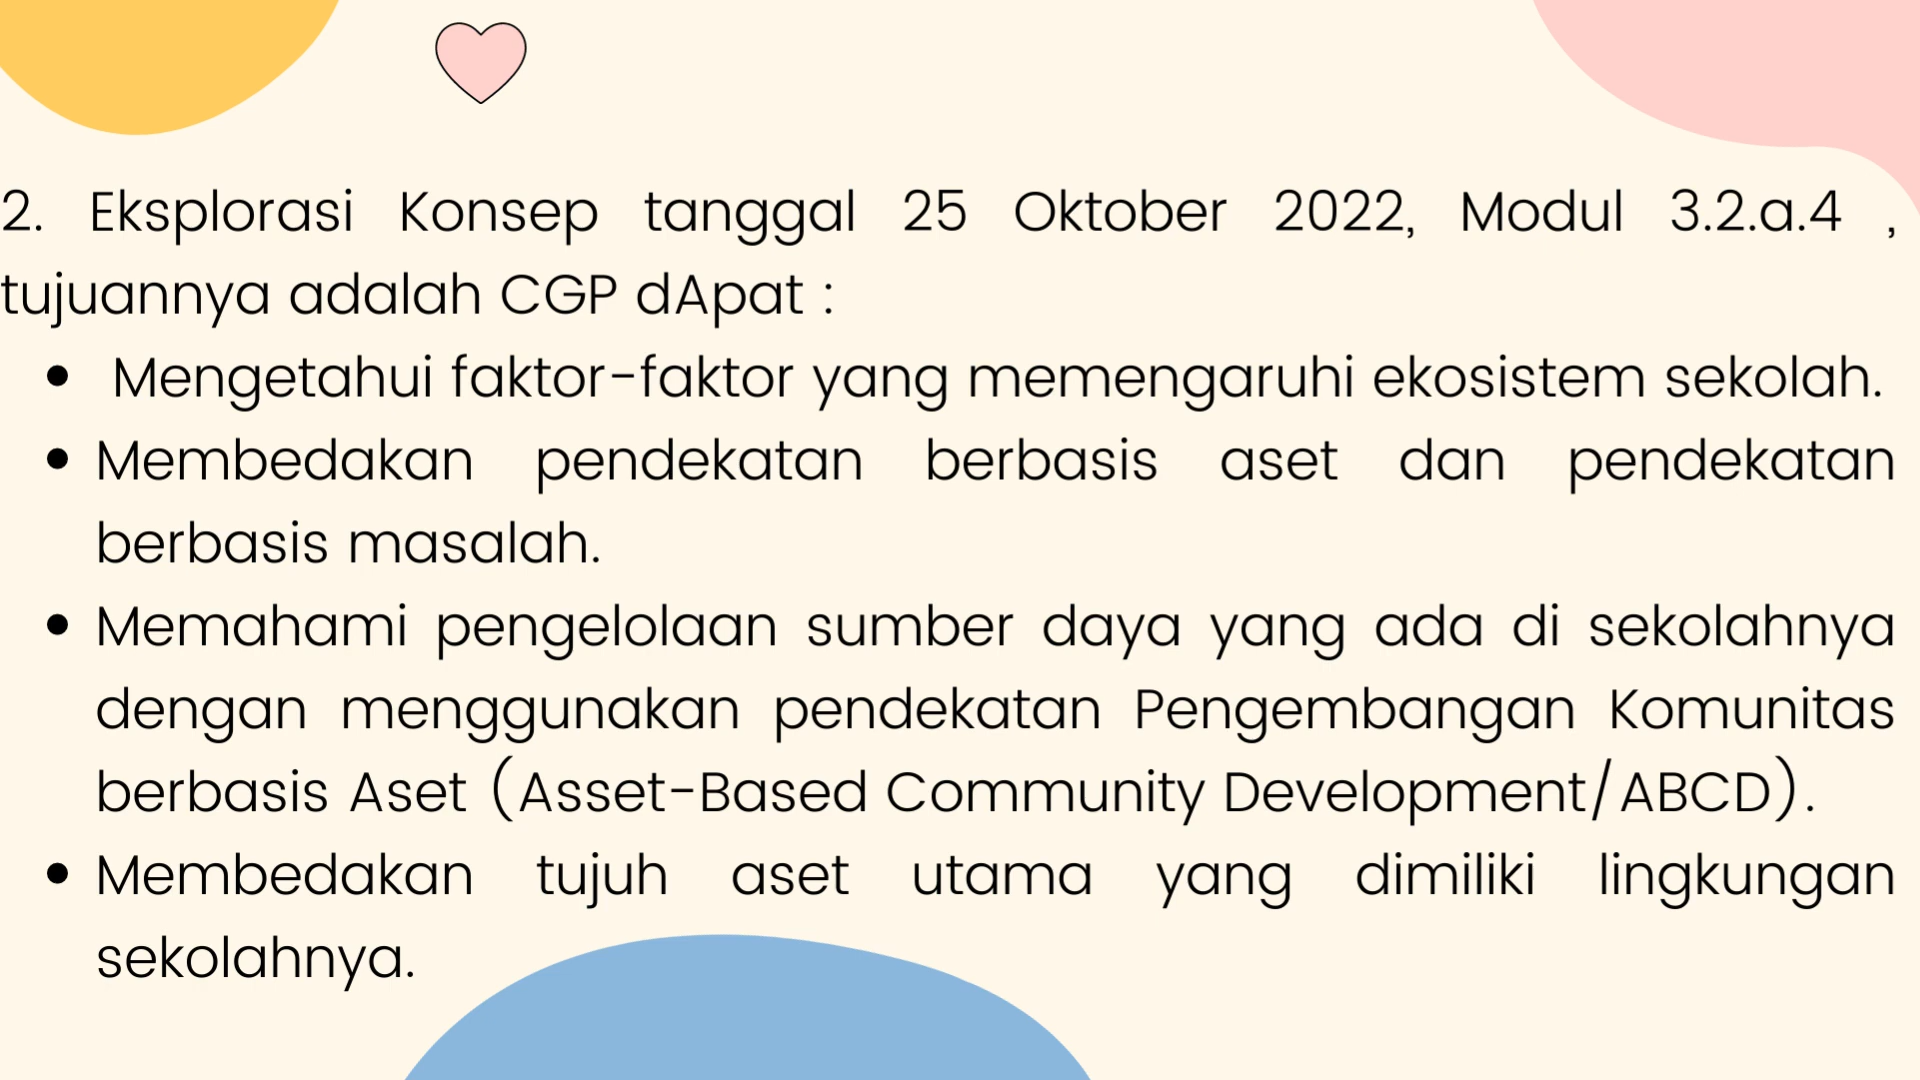 2. Eksplorasi Konsep tanggal 25 Oktober 2022, Modul 3.2.a.4 ,
tujuannya adalah CGP dApat :
• Mengetahui faktor-faktor yang memengaruhi ekosistem sekolah.
• Membedakan pendekatan berbasis aset dan pendekatan
berbasis masalah.
• Memahami pengelolaan sumber daya yang ada di sekolahnya
dengan menggunakan pendekatan Pengembangan Komunitas
berbasis Aset (Asset-Based Community Development/ABCD).
• Membedakan tujuh aset utama yang dimiliki lingkungan
sekolahnya.